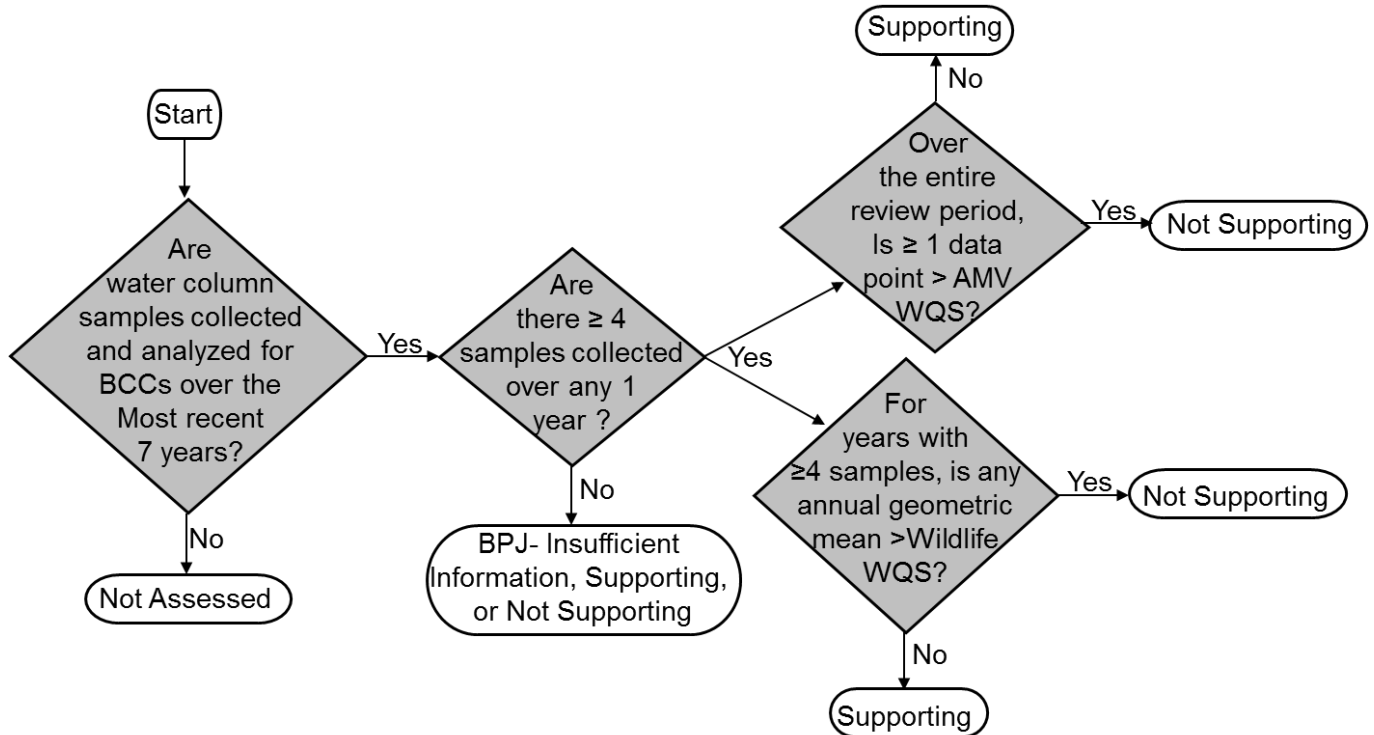 Start
Are
water column
samples collected
and analyzed for
BCCs over the
Most recent
7 years?
No
Not Assessed
Yes
Are
there ≥ 4
samples collected
over any 1
year ?
No
BPJ- Insufficient
Information, Supporting,
or Not Supporting
Yes
Supporting
No
Over
the entire
review period,
Is ≥ 1 data
point > AMV
WQS?
Yes
Not Supporting
For
years with
≥4 samples, is any
annual geometric
mean >Wildlife
WQS?
Yes
Not Supporting
No
Supporting